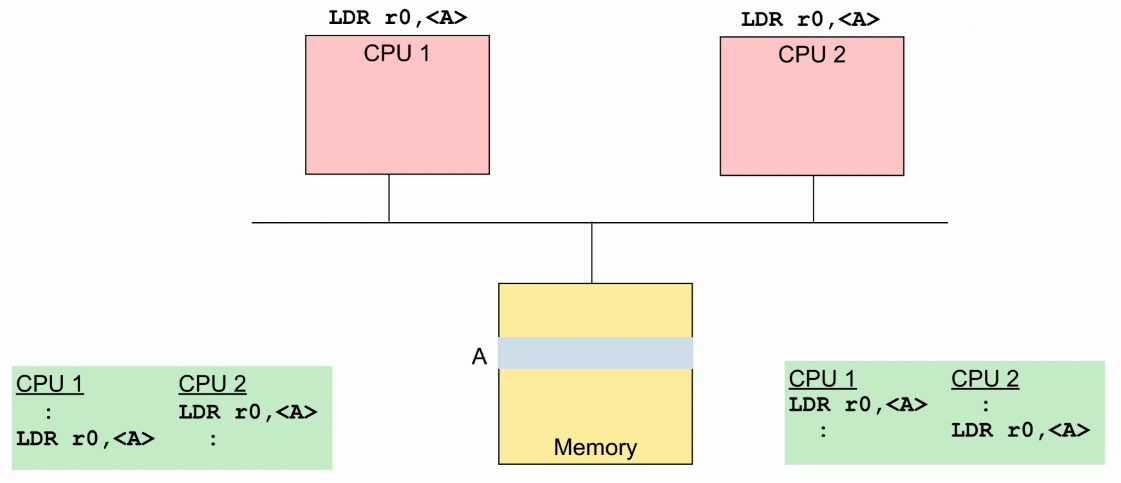 LDR r0,<A> LDR r0,<A>
CPU 1 CPU 2
A
Memory
CPU 1 CPU 2
: LDR r0,<A>
LDR r0,<A> :
CPU 1 CPU 2
LDR r0,<A> :
: LDR r0,<A>